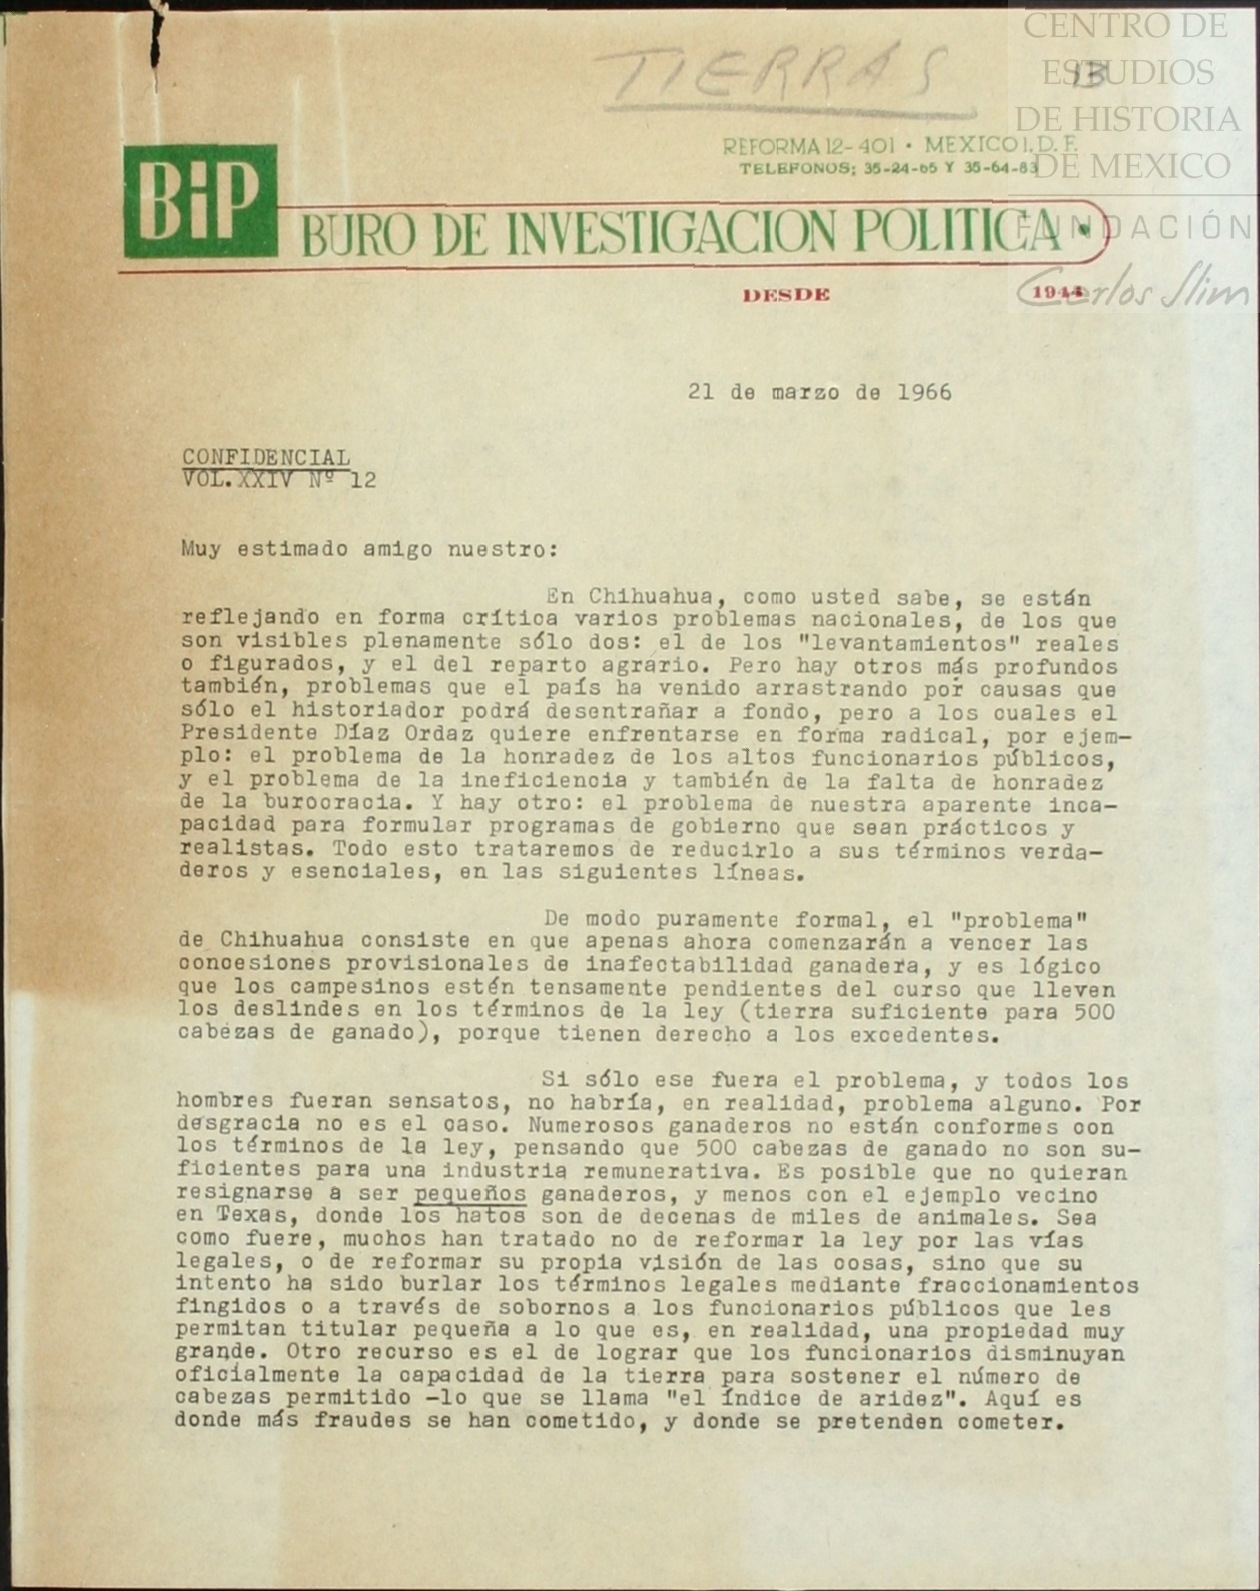 TIERRAS
CENTRO DE
ESTUDIOS
DE HISTORIA
DE MEXICO
FUNDACIÓN
Carlos Slim
REFORMA 12-401 · MEXICO 1, D. F.
TELEFONOS; 35-24-65 Y 35-64-83
BiP BURO DE INVESTIGACION POLITICA ·
DESDE 1944
21 de marzo de 1966
CONFIDENCIAL
VOL. XXIV Nº 12
Muy estimado amigo nuestro:
En Chihuahua, como usted sabe, se están
reflejando en forma crítica varios problemas nacionales, de los que
son visibles plenamente sólo dos: el de los "levantamientos" reales
o figurados, y el del reparto agrario. Pero hay otros más profundos
también, problemas que el país ha venido arrastrando por causas que
sólo el historiador podrá desentrañar a fondo, pero a los cuales el
Presidente Díaz Ordaz quiere enfrentarse en forma radical, por ejem-
plo: el problema de la honradez de los altos funcionarios públicos,
y el problema de la ineficiencia y también de la falta de honradez
de la burocracia. Y hay otro: el problema de nuestra aparente inca-
pacidad para formular programas de gobierno que sean prácticos y
realistas. Todo esto trataremos de reducirlo a sus términos verda-
deros y esenciales, en las siguientes líneas.
De modo puramente formal, el "problema"
de Chihuahua consiste en que apenas ahora comenzarán a vencer las
concesiones provisionales de inafectabilidad ganadera, y es lógico
que los campesinos estén tensamente pendientes del curso que lleven
los deslindes en los términos de la ley (tierra suficiente para 500
cabezas de ganado), porque tienen derecho a los excedentes.
Si sólo ese fuera el problema, y todos los
hombres fueran sensatos, no habría, en realidad, problema alguno. Por
desgracia no es el caso. Numerosos ganaderos no están conformes con
los términos de la ley, pensando que 500 cabezas de ganado no son su-
ficientes para una industria remunerativa. Es posible que no quieran
resignarse a ser pequeños ganaderos, y menos con el ejemplo vecino
en Texas, donde los hatos son de decenas de miles de animales. Sea
como fuere, muchos han tratado no de reformar la ley por las vías
legales, o de reformar su propia visión de las cosas, sino que su
intento ha sido burlar los términos legales mediante fraccionamientos
fingidos o a través de sobornos a los funcionarios públicos que les
permitan titular pequeña a lo que es, en realidad, una propiedad muy
grande. Otro recurso es el de lograr que los funcionarios disminuyan
oficialmente la capacidad de la tierra para sostener el número de
cabezas permitido -lo que se llama "el índice de aridez". Aquí es
donde más fraudes se han cometido, y donde se pretenden cometer.